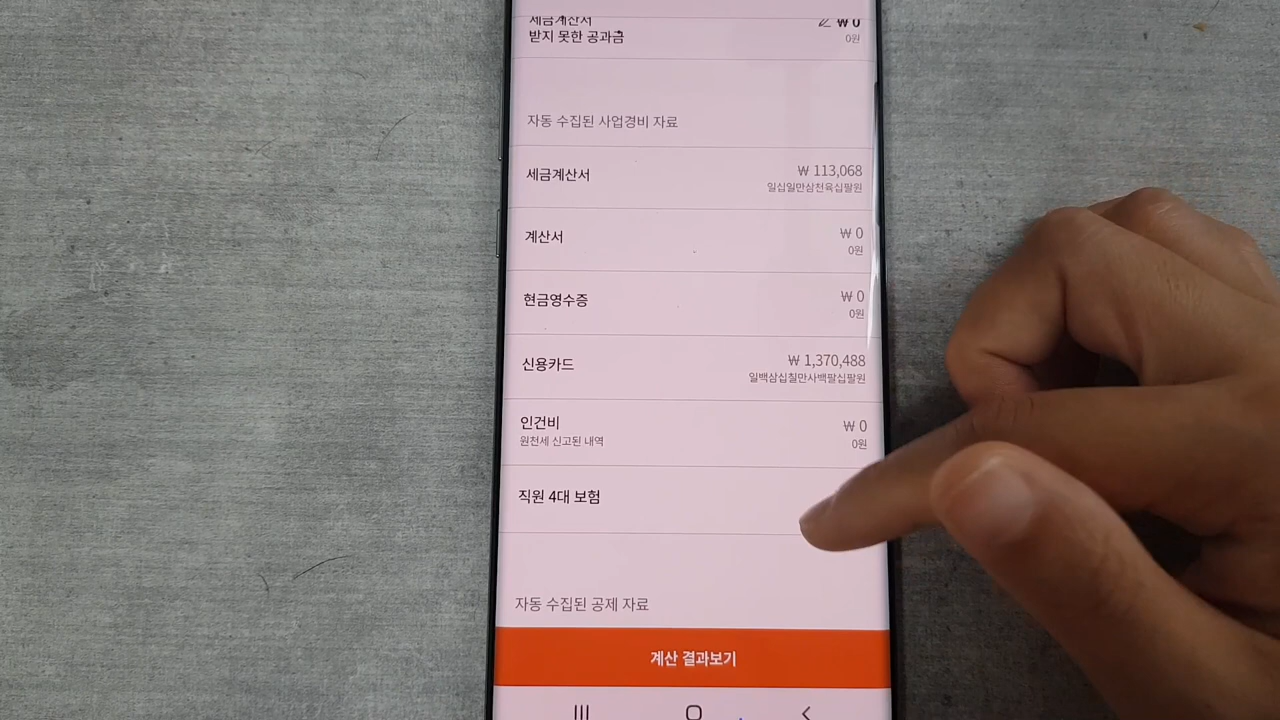 세금계산서
받지 못한 공과금
₩ 0
0원
자동 수집된 사업경비 자료
세금계산서
₩ 113,068
일십일만삼천육십팔원
계산서
₩ 0
0원
현금영수증
₩ 0
0원
신용카드
₩ 1,370,488
일백삼십칠만사백팔십팔원
인건비
₩ 0
원천세 신고된 내역
0원
직원 4대 보험
자동 수집된 공제 자료
계산 결과보기